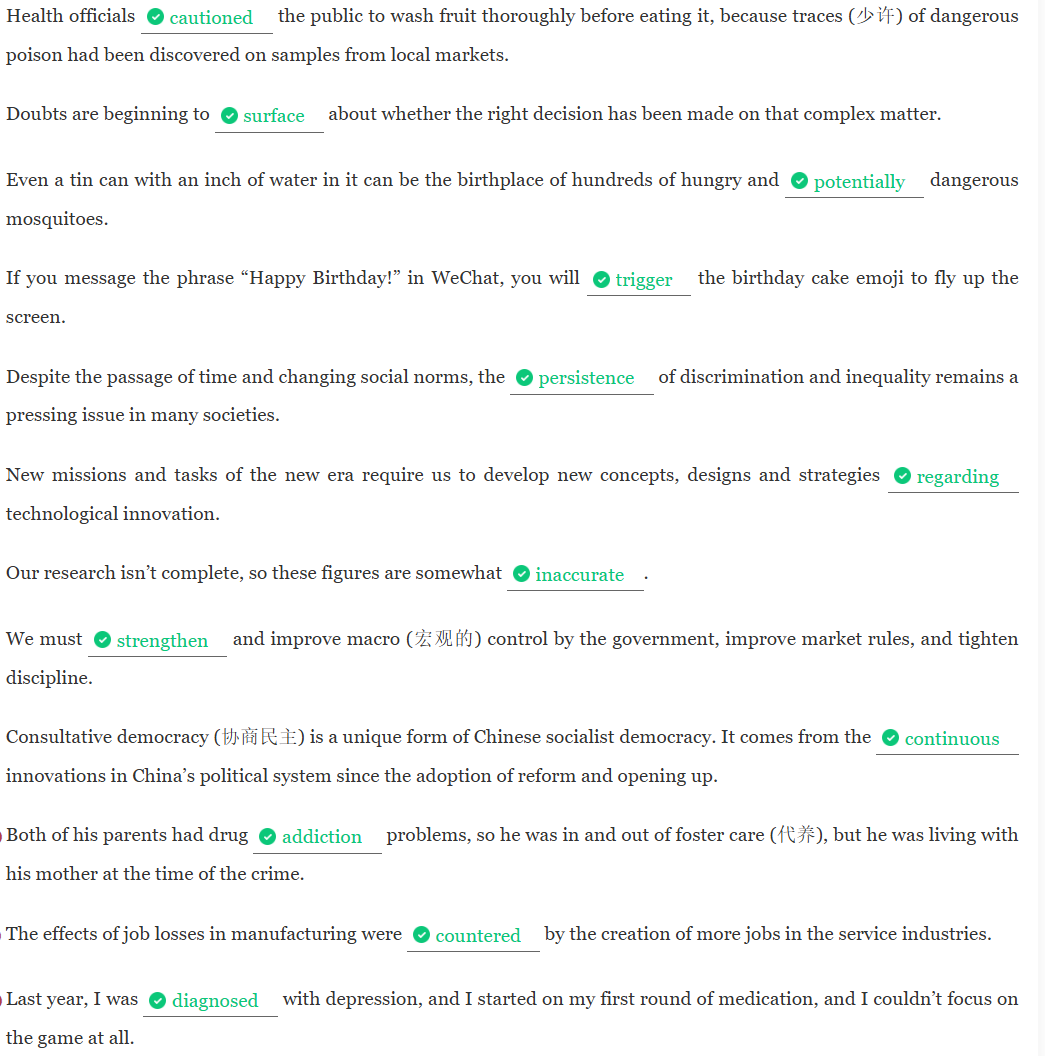 Health officials cautioned the public to wash fruit thoroughly before eating it, because traces (少许) of dangerous
poison had been discovered on samples from local markets.
Doubts are beginning to surface about whether the right decision has been made on that complex matter.
Even a tin can with an inch of water in it can be the birthplace of hundreds of hungry and potentially dangerous
mosquitoes.
If you message the phrase “Happy Birthday!” in WeChat, you will trigger the birthday cake emoji to fly up the
screen.
Despite the passage of time and changing social norms, the persistence of discrimination and inequality remains a
pressing issue in many societies.
New missions and tasks of the new era require us to develop new concepts, designs and strategies regarding
technological innovation.
Our research isn’t complete, so these figures are somewhat inaccurate .
We must strengthen and improve macro (宏观的) control by the government, improve market rules, and tighten
discipline.
Consultative democracy (协商民主) is a unique form of Chinese socialist democracy. It comes from the continuous
innovations in China’s political system since the adoption of reform and opening up.
Both of his parents had drug addiction problems, so he was in and out of foster care (代养), but he was living with
his mother at the time of the crime.
The effects of job losses in manufacturing were countered by the creation of more jobs in the service industries.
Last year, I was diagnosed with depression, and I started on my first round of medication, and I couldn’t focus on
the game at all.